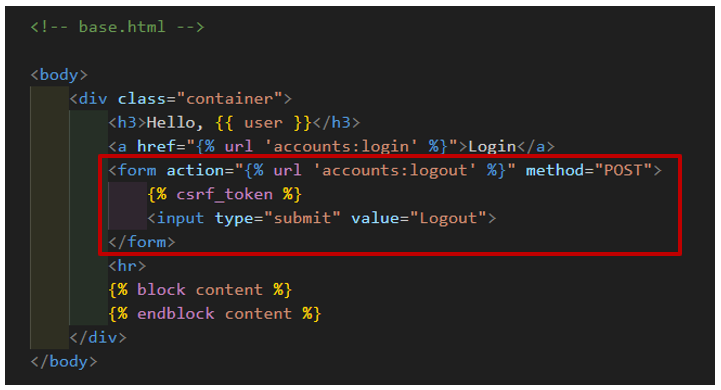 <!-- base.html -->
<body>
<div class="container">
<h3>Hello, {{ user }}</h3>
<a href="{% url 'accounts:login' %}">Login</a>
<form action="{% url 'accounts:logout' %}" method="POST">
{% csrf_token %}
<input type="submit" value="Logout">
</form>
<hr>
{% block content %}
{% endblock content %}
</div>
</body>